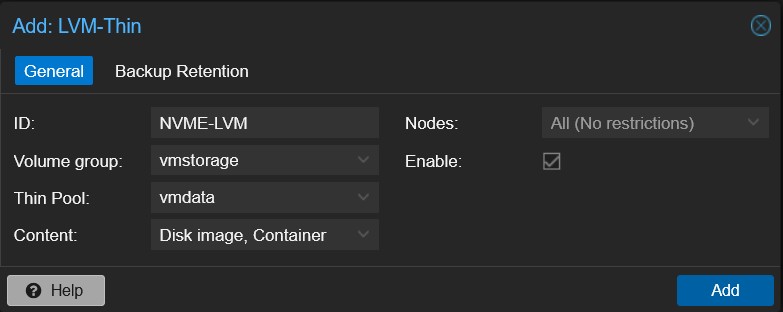 Add: LVM-Thin
General Backup Retention
ID: NVME-LVM Nodes: All (No restrictions)
Volume group: vmstorage Enable:
Thin Pool: vmdata
Content: Disk image, Container
? Help Add